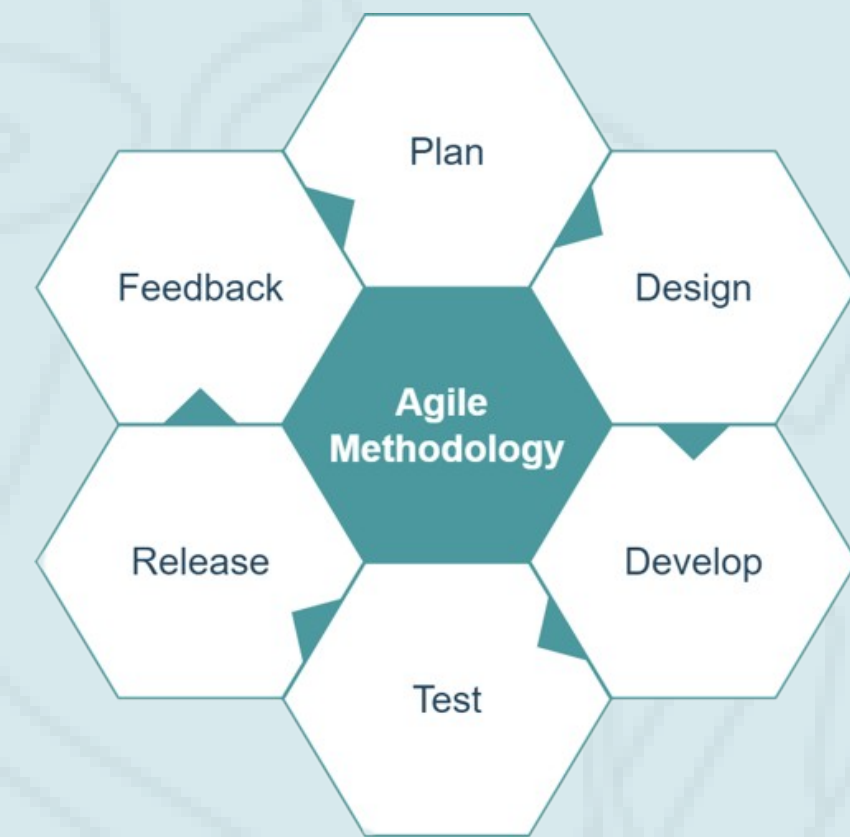 Plan
Design
Develop
Test
Release
Feedback
Agile
Methodology